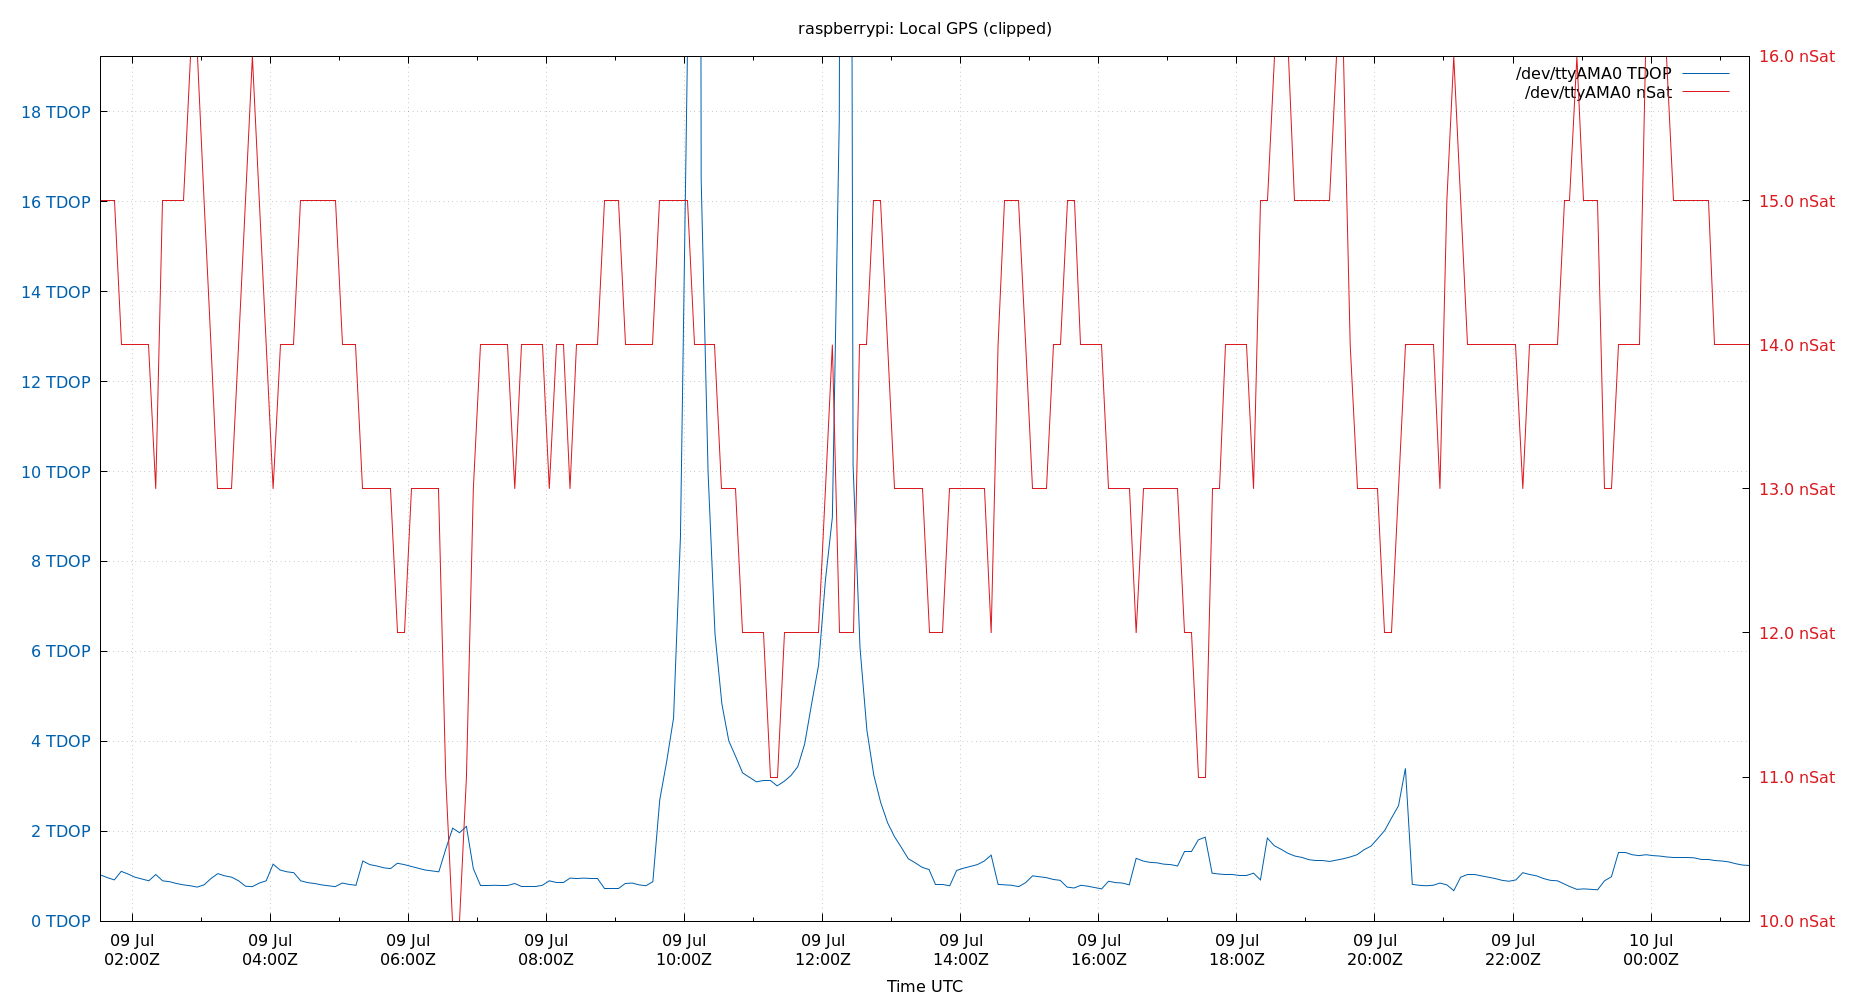 raspberrypi: Local GPS (clipped)
/dev/ttyAMA0 TDOP
/dev/ttyAMA0 nSat
18 TDOP
16 TDOP
14 TDOP
12 TDOP
10 TDOP
8 TDOP
6 TDOP
4 TDOP
2 TDOP
0 TDOP
16.0 nSat
15.0 nSat
14.0 nSat
13.0 nSat
12.0 nSat
11.0 nSat
10.0 nSat
09 Jul
02:00Z
09 Jul
04:00Z
09 Jul
06:00Z
09 Jul
08:00Z
09 Jul
10:00Z
09 Jul
12:00Z
09 Jul
14:00Z
09 Jul
16:00Z
09 Jul
18:00Z
09 Jul
20:00Z
09 Jul
22:00Z
10 Jul
00:00Z
Time UTC